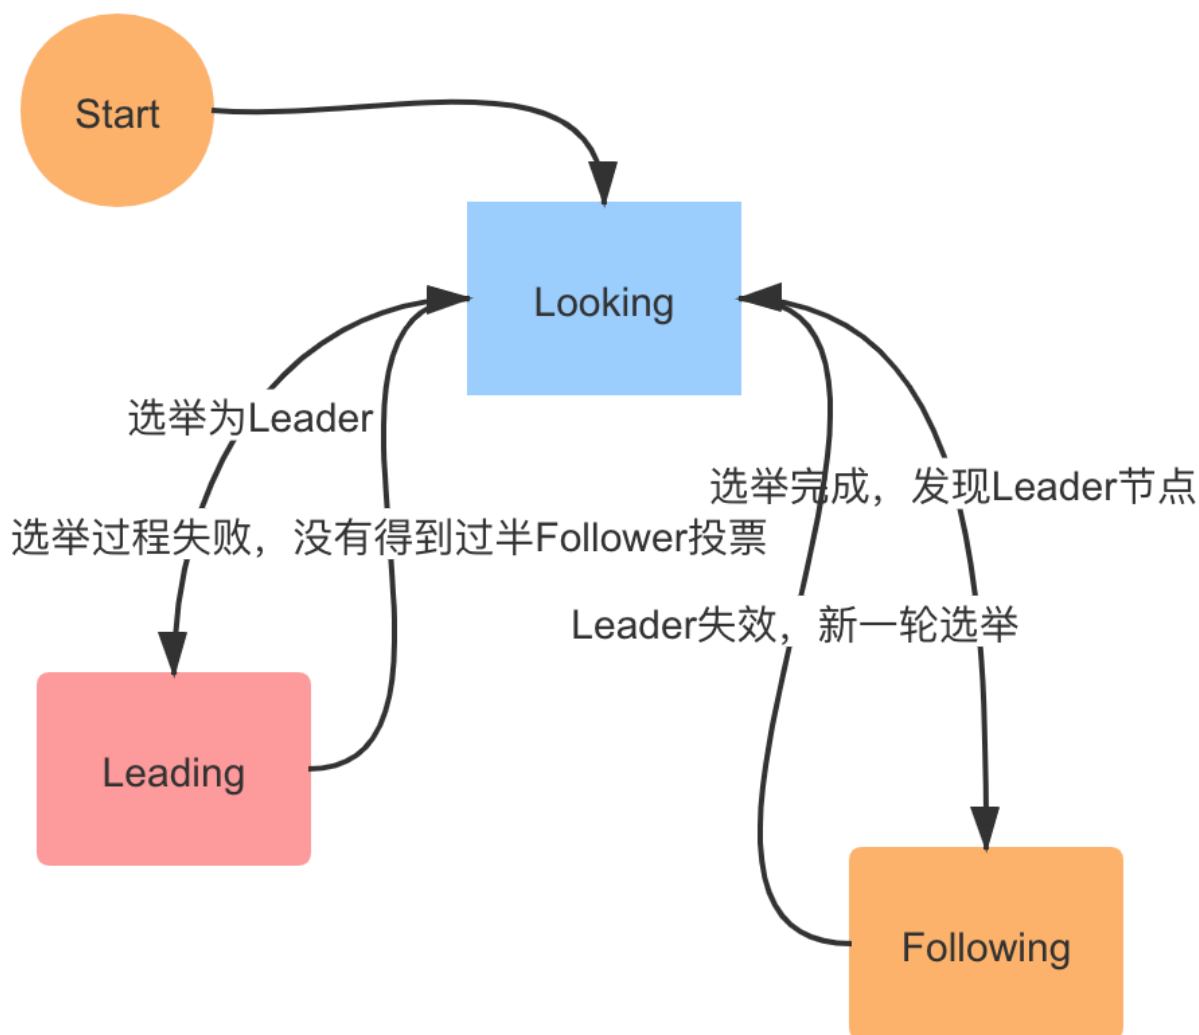 Start
Looking
选举为Leader
选举完成，发现Leader节点
选举过程失败，没有得到过半Follower投票
Leader失效，新一轮选举
Leading
Following